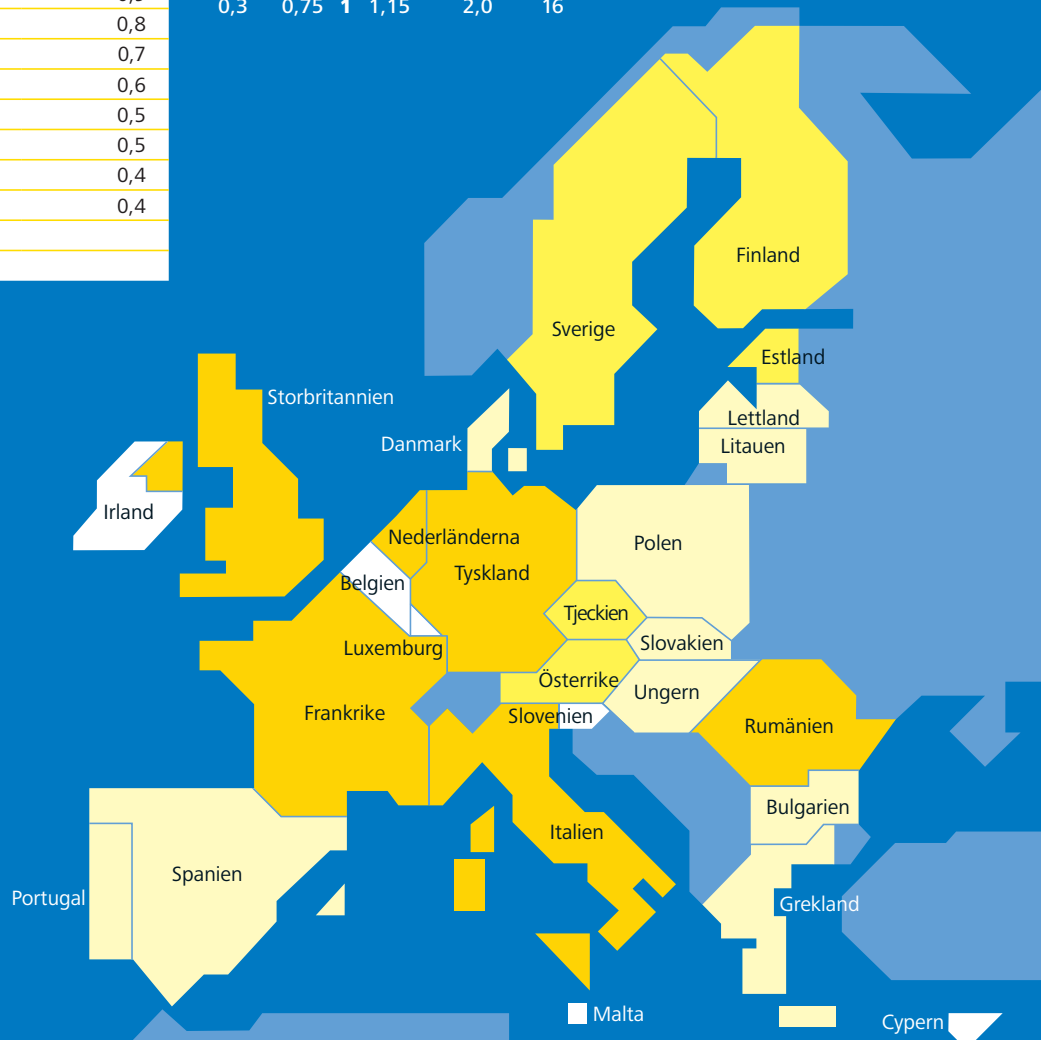 0,3 0,75 1 1,15 2,0 16
0,8
0,7
0,6
0,5
0,5
0,4
0,4
Finland
Sverige
Estland
Storbritannien
Lettland
Danmark
Litauen
Irland
Nederländerna
Polen
Tyskland
Belgien
Tjeckien
Slovakien
Luxemburg
Österrike
Ungern
Frankrike
Slovenien
Rumänien
Bulgarien
Italien
Spanien
Portugal
Grekland
Malta
Cypern